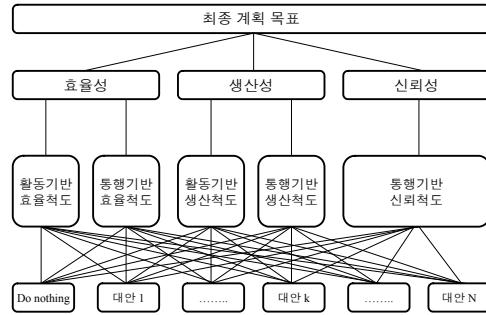 최종 계획 목표
효율성 생산성 신뢰성
활동기반 통행기반 활동기반 통행기반 통행기반
효율척도 효율척도 생산척도 생산척도 신뢰척도
Do nothing 대안 1 …….. 대안 k …….. 대안 N